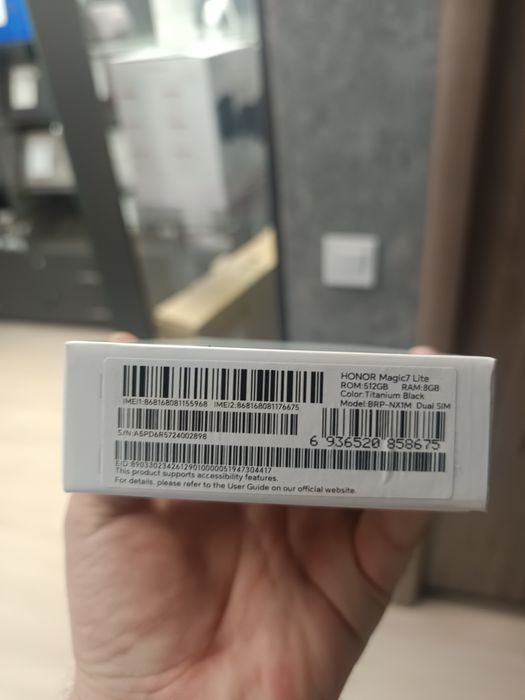 HONOR Magic7 Lite
ROM:512GB RAM:8GB
Color:Titanium Black
Model:BRP-NX1M Dual SIM
IMEI1:868168081155968 IMEI2:868168081176675
S/N:A5PD6R5724002898
6 936520 858675
EID:89033023426129010000051947304417
This product supports accessibility features.
For details, please refer to the User Guide on our official website.